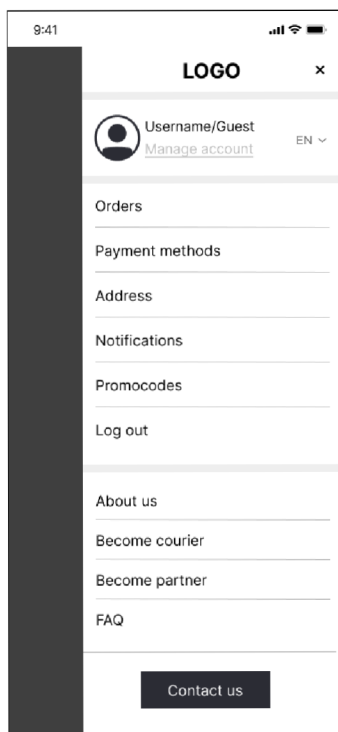 9:41
LOGO
Username/Guest
Manage account
EN
Orders
Payment methods
Address
Notifications
Promocodes
Log out
About us
Become courier
Become partner
FAQ
Contact us